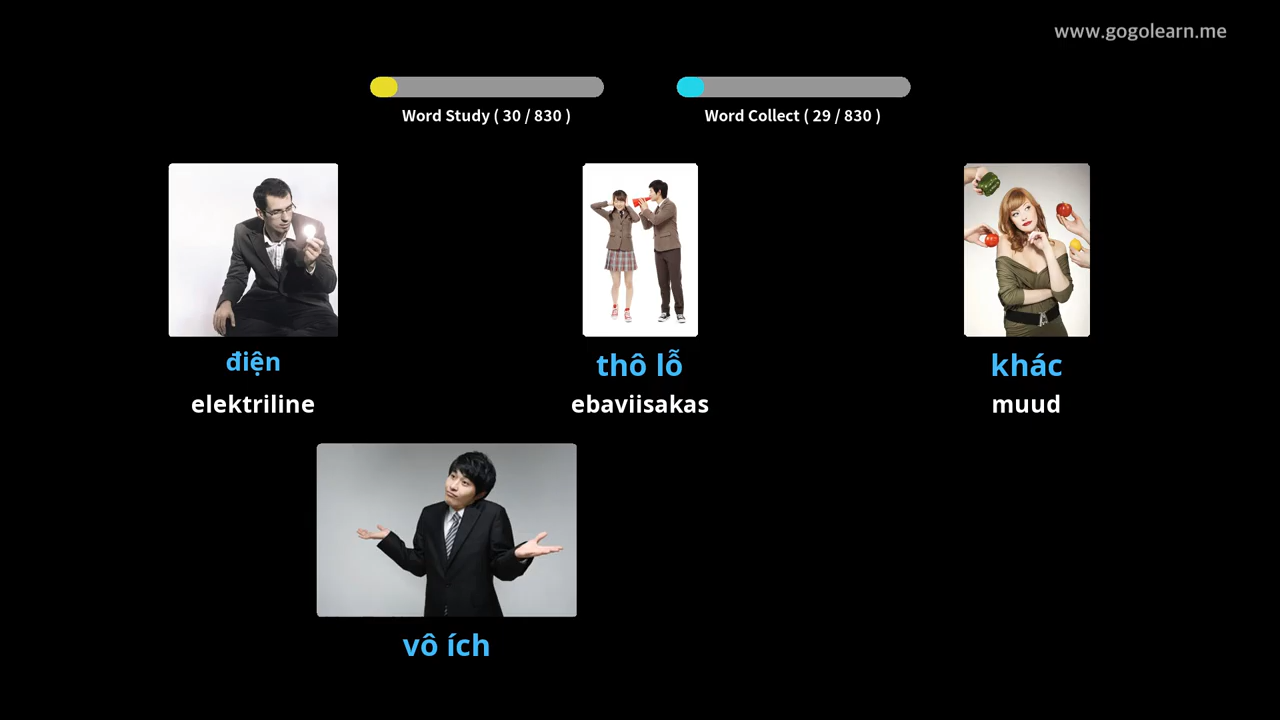 www.gogolearn.me
Word Study ( 30 / 830 )
Word Collect ( 29 / 830 )
điện
thô lỗ
khác
elektriline
ebaviisakas
muud
vô ích